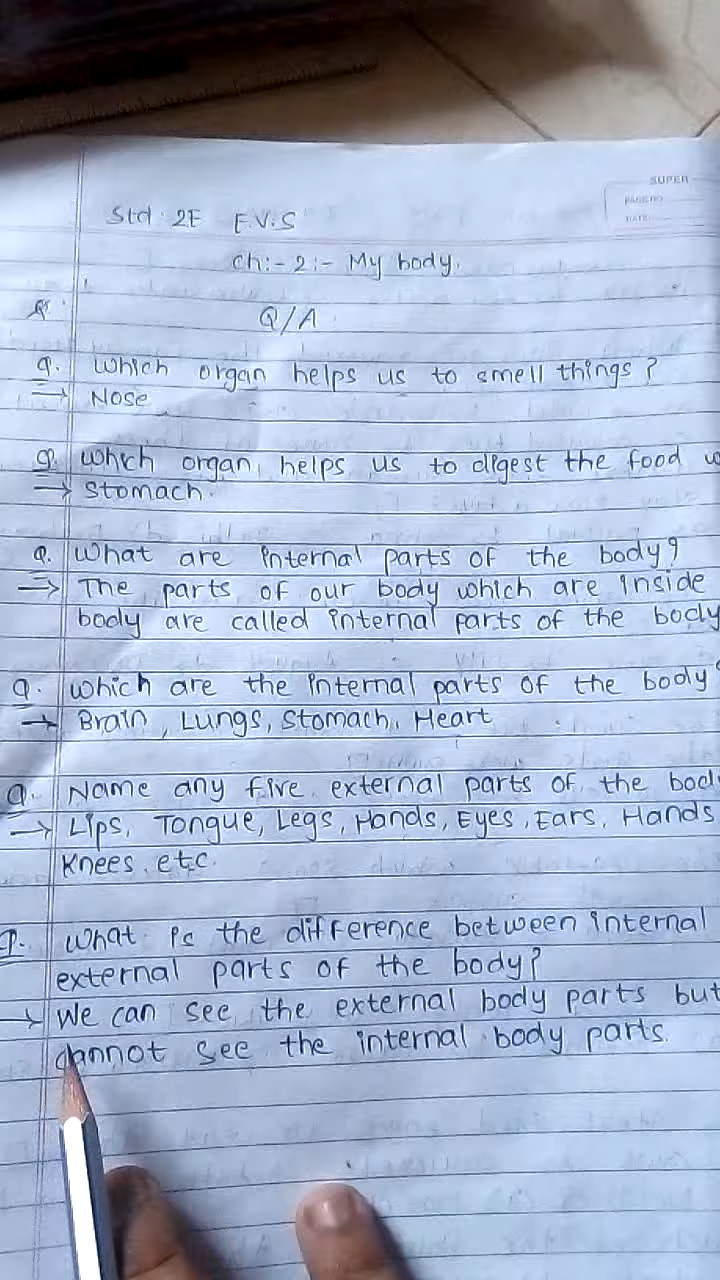 SUPER
PAGE NO
DATE
Std. 2E E.V.S
Ch:- 2:- My body.
Q/A
Q. Which organ helps us to smell things?
→ Nose
Q. Which organ helps us to digest the food
→ Stomach.
Q. What are internal parts of the body?
→ The parts of our body which are inside
body are called internal parts of the body
Q. Which are the internal parts of the body
→ Brain, Lungs, Stomach, Heart
Q. Name any five external parts of the
→ Lips, Tongue, Legs, Hands, Eyes, Ears, Hands
Knees, etc.
Q. What is the difference between internal
external parts of the body?
→ We can see the external body parts but
cannot see the internal body parts.